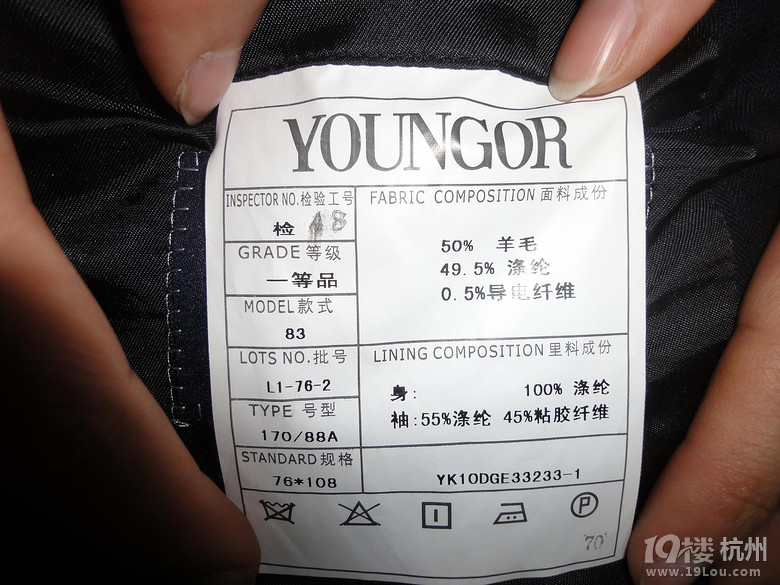 YOUNGOR
INSPECTOR NO.检验工号
检 48
GRADE 等级
一等品
MODEL 款式
83
LOTS NO. 批号
L1-76-2
TYPE 号型
170/88A
STANDARD 规格
76*108
FABRIC COMPOSITION 面料成份
50% 羊毛
49.5% 涤纶
0.5%导电纤维
LINING COMPOSITION 里料成份
身: 100% 涤纶
袖:55%涤纶 45%粘胶纤维
YK10DGE33233-1
P
70
19楼 杭州
www.19Lou.com